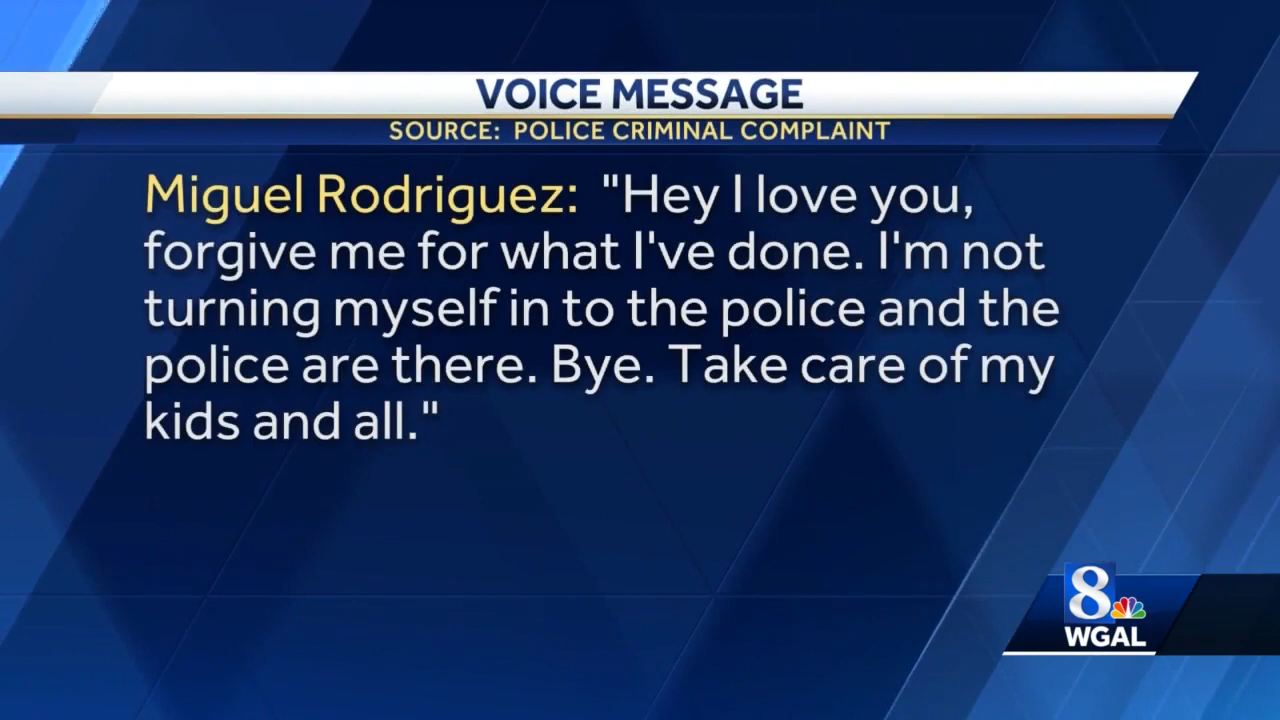 VOICE MESSAGE
SOURCE: POLICE CRIMINAL COMPLAINT
Miguel Rodriguez: "Hey I love you,
forgive me for what I've done. I'm not
turning myself in to the police and the
police are there. Bye. Take care of my
kids and all."
8
WGAL